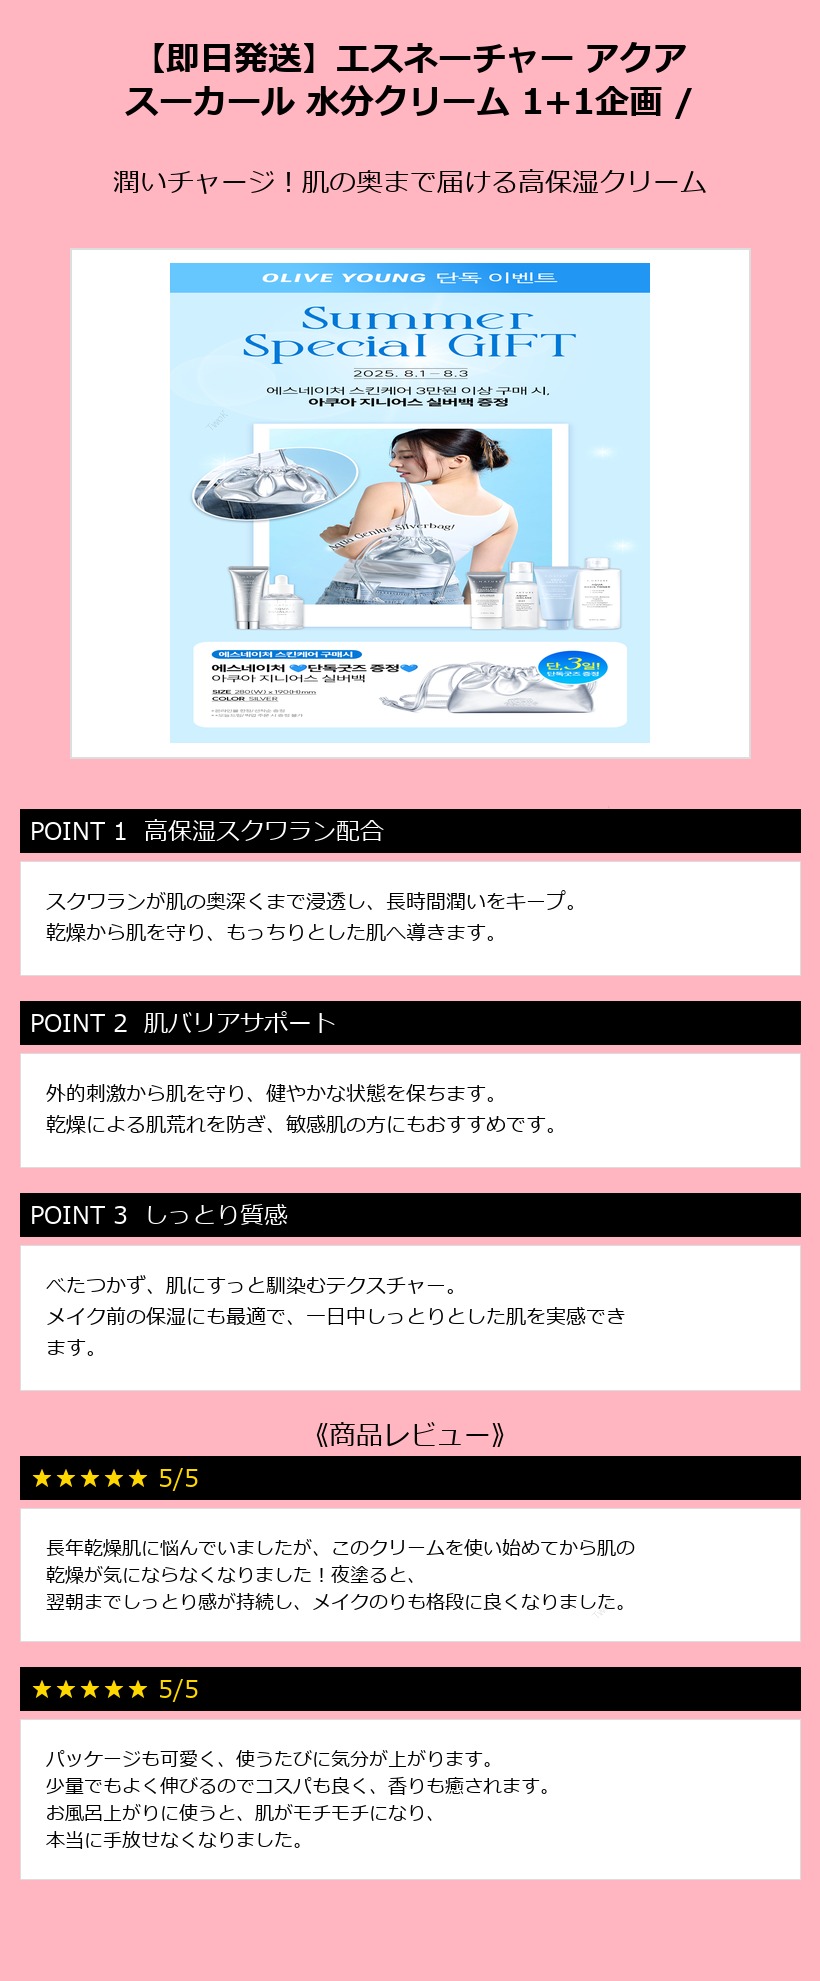 【即日発送】エスネーチャー アクア
スーカール 水分クリーム 1+1企画 /
潤いチャージ！肌の奥まで届ける高保湿クリーム
OLIVE YOUNG 단독 이벤트
Summer
Special GIFT
2025. 8.1 - 8.3
에스네이처 스킨케어 3만원 이상 구매 시,
아쿠아 지니어스 실버백 증정
Aqua Genius Silverbag!
에스네이처 스킨케어 구매시
에스네이처 💙단독굿즈 증정💙
아쿠아 지니어스 실버백
SIZE 280(W) x 190(H)mm
COLOR SILVER
단, 3일!
단독굿즈 증정
POINT 1 高保湿スクワラン配合
スクワランが肌の奥深くまで浸透し、長時間潤いをキープ。
乾燥から肌を守り、もっちりとした肌へ導きます。
POINT 2 肌バリアサポート
外的刺激から肌を守り、健やかな状態を保ちます。
乾燥による肌荒れを防ぎ、敏感肌の方にもおすすめです。
POINT 3 しっとり質感
べたつかず、肌にすっと馴染むテクスチャー。
メイク前の保湿にも最適で、一日中しっとりとした肌を実感でき
ます。
《商品レビュー》
★★★★★ 5/5
長年乾燥肌に悩んでいましたが、このクリームを使い始めてから肌の
乾燥が気にならなくなりました！夜塗ると、
翌朝までしっとり感が持続し、メイクのりも格段に良くなりました。
★★★★★ 5/5
パッケージも可愛く、使うたびに気分が上がります。
少量でもよく伸びるのでコスパも良く、香りも癒されます。
お風呂上がりに使うと、肌がモチモチになり、
本当に手放せなくなりました。